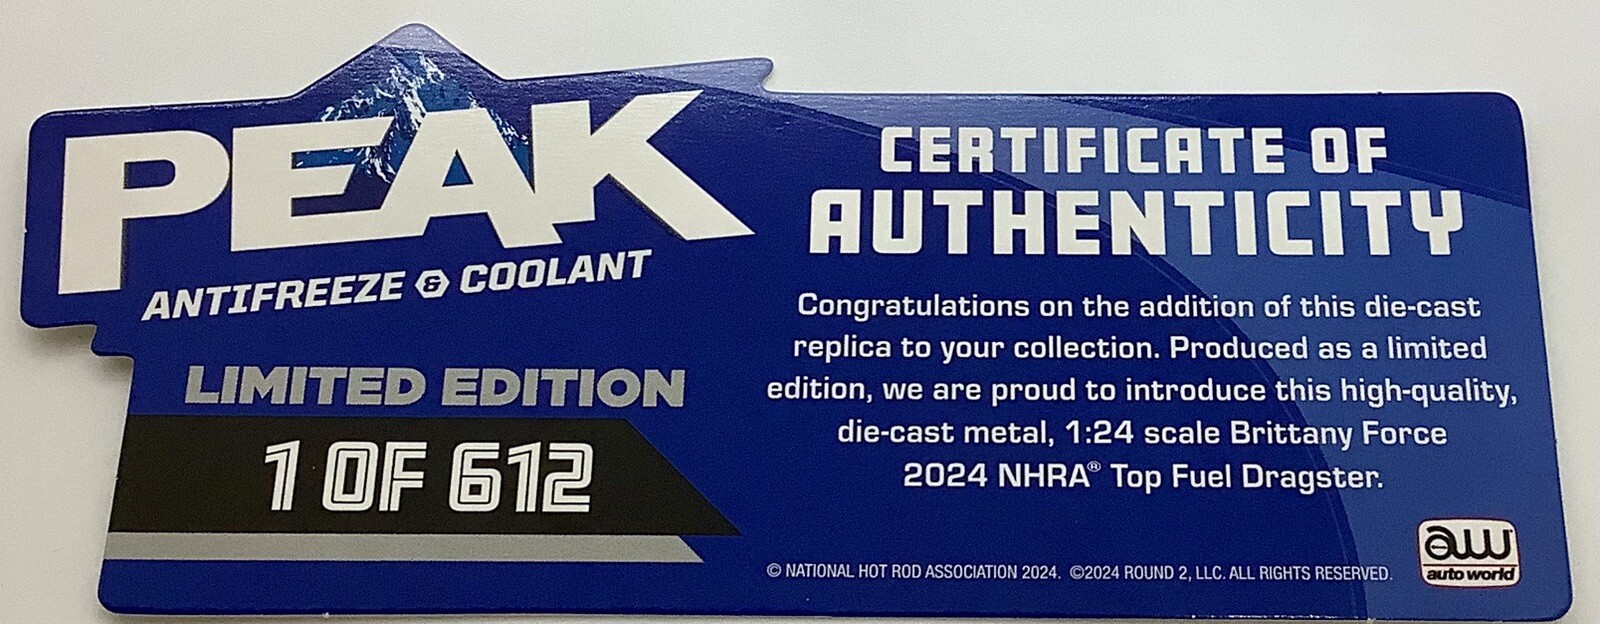 PEAK
ANTIFREEZE & COOLANT
LIMITED EDITION
1 OF 612
CERTIFICATE OF
AUTHENTICITY
Congratulations on the addition of this die-cast
replica to your collection. Produced as a limited
edition, we are proud to introduce this high-quality,
die-cast metal, 1:24 scale Brittany Force
2024 NHRA® Top Fuel Dragster.
© NATIONAL HOT ROD ASSOCIATION 2024. ©2024 ROUND 2, LLC. ALL RIGHTS RESERVED.
aw
auto world